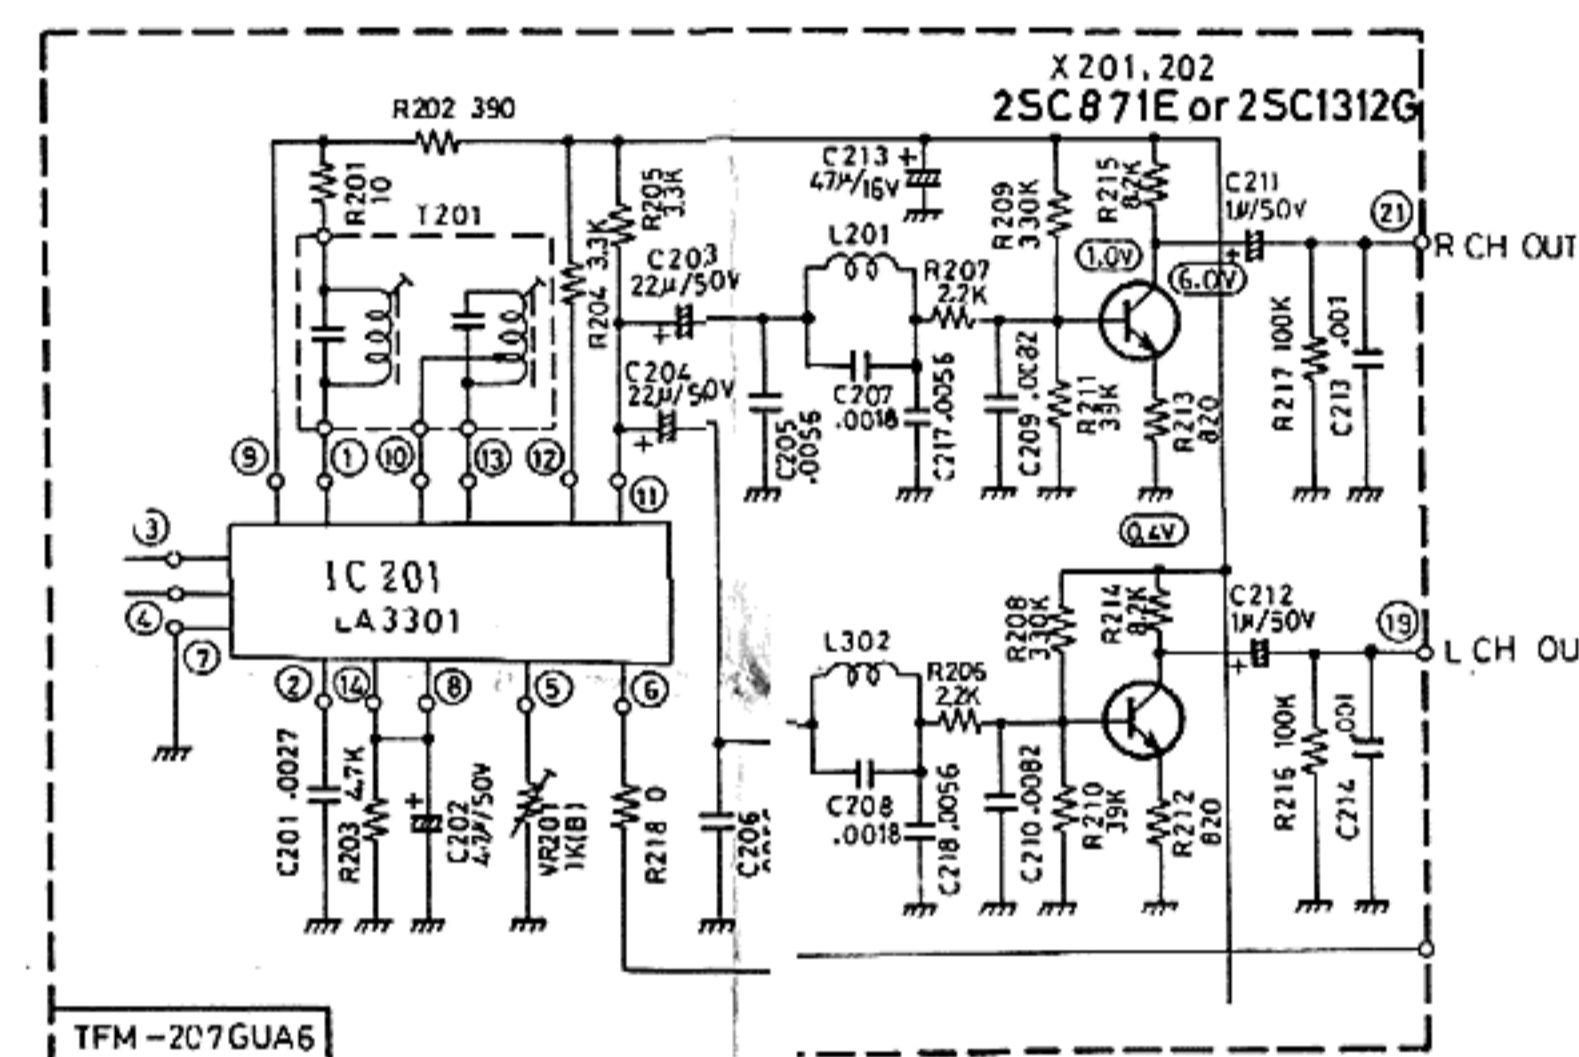 X 201, 202
2SC871E or 2SC1312G
R202 390
R201
10
T201
R205
3.3K
R204 3.3K
C203
22μ/50V
C204
22μ/50V
C213 +
47μ/16V
L201
R207
2.2K
C207
.0018
C205
.0056
C217 .0056
C209 .0082
R209
330K
R211
39K
R215
8.2K
1.0V
6.0V
R213
820
C211
1μ/50V
+
R217 100K
C213 .001
21
R CH OUT
9
1
10
13
12
11
3
4
7
IC 201
LA3301
2
14
8
5
6
C201 .0027
R203 4.7K
+
C202
4.7μ/50V
VR201
1K(B)
R218 0
C206
L302
R206
2.2K
C208
.0018
C218 .0056
C210 .0082
R208
330K
R210
39K
0.4V
R214
8.2K
R212
820
C212
1μ/50V
+
R216 100K
C214 .001
19
L CH OU
TFM-207GUA6